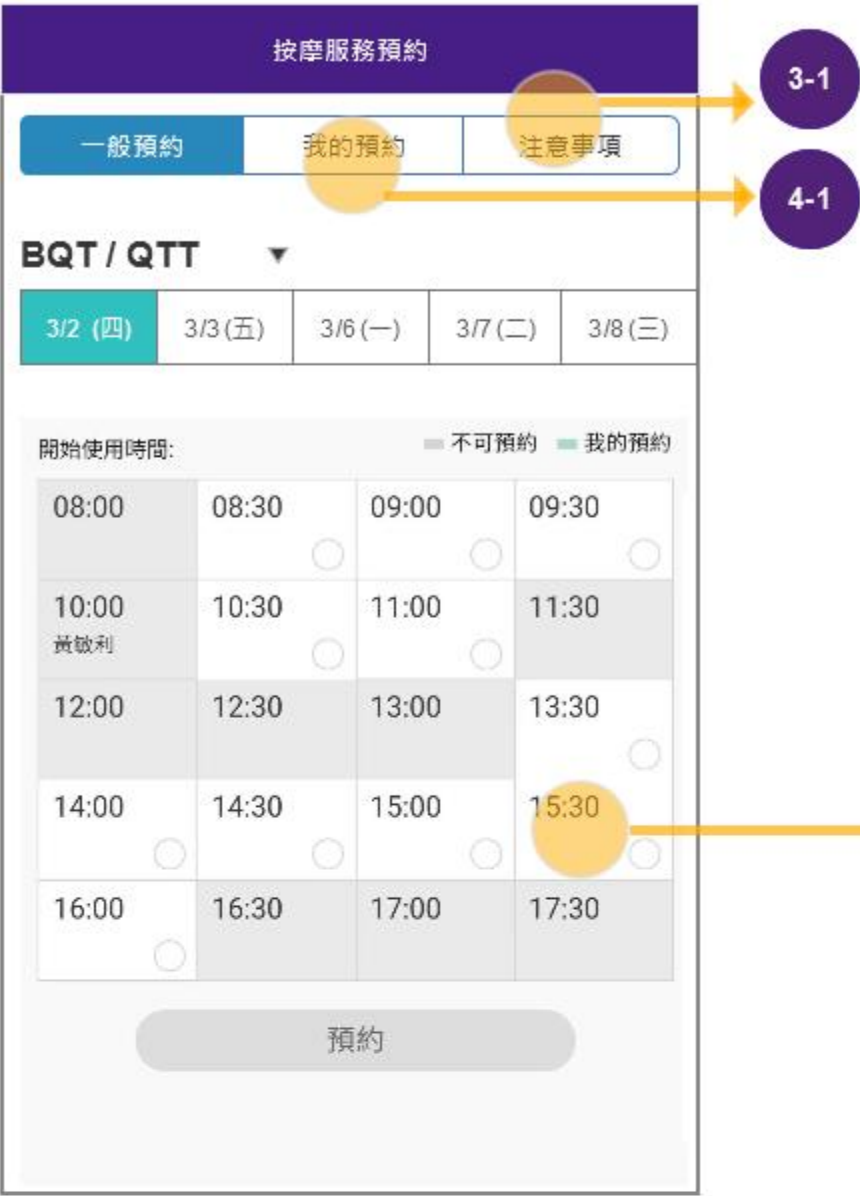 按摩服務預約
3-1
一般預約 我的預約 注意事項
4-1
BQT / QTT ▼
3/2 (四) 3/3 (五) 3/6 (一) 3/7 (二) 3/8 (三)
開始使用時間: 不可預約 我的預約
08:00 08:30 09:00 09:30
10:00 10:30 11:00 11:30
黃敏利
12:00 12:30 13:00 13:30
14:00 14:30 15:00 15:30
16:00 16:30 17:00 17:30
預約